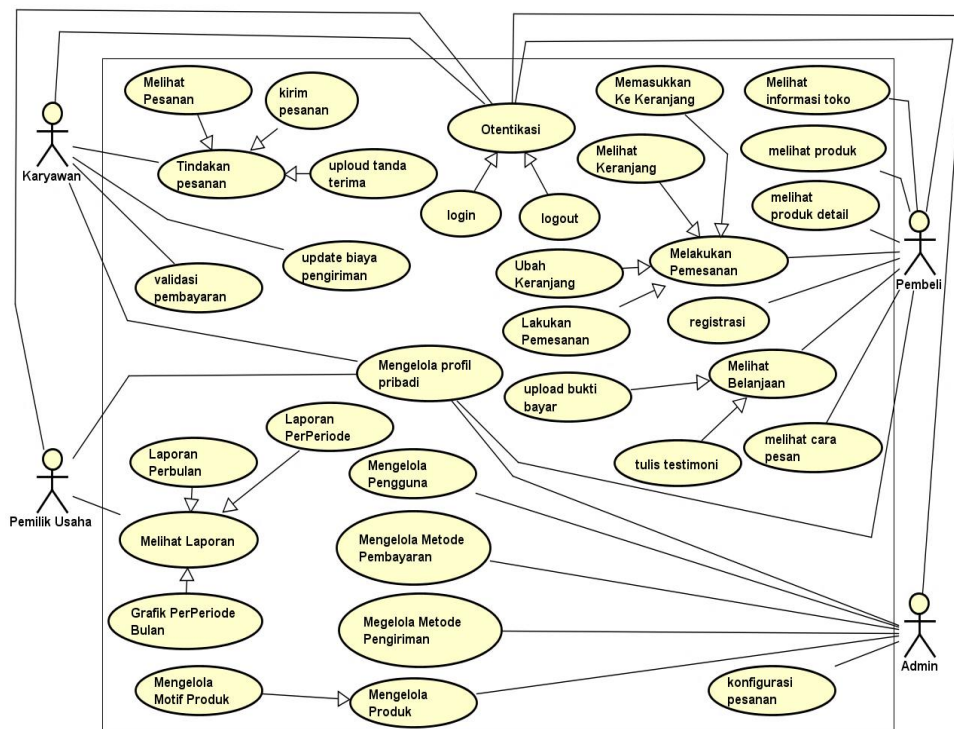 Melihat
Pesanan
kirim
pesanan
Memasukkan
Ke Keranjang
Melihat
informasi toko
Otentikasi
Karyawan
Tindakan
pesanan
uploud tanda
terima
Melihat
Keranjang
melihat produk
login
logout
melihat
produk detail
validasi
pembayaran
update biaya
pengiriman
Ubah
Keranjang
Melakukan
Pemesanan
Pembeli
Lakukan
Pemesanan
registrasi
Mengelola profil
pribadi
upload bukti
bayar
Melihat
Belanjaan
Laporan
PerPeriode
Laporan
Perbulan
Mengelola
Pengguna
tulis testimoni
melihat cara
pesan
Pemilik Usaha
Melihat Laporan
Mengelola Metode
Pembayaran
Grafik PerPeriode
Bulan
Megelola Metode
Pengiriman
Admin
Mengelola
Motif Produk
Mengelola
Produk
konfigurasi
pesanan